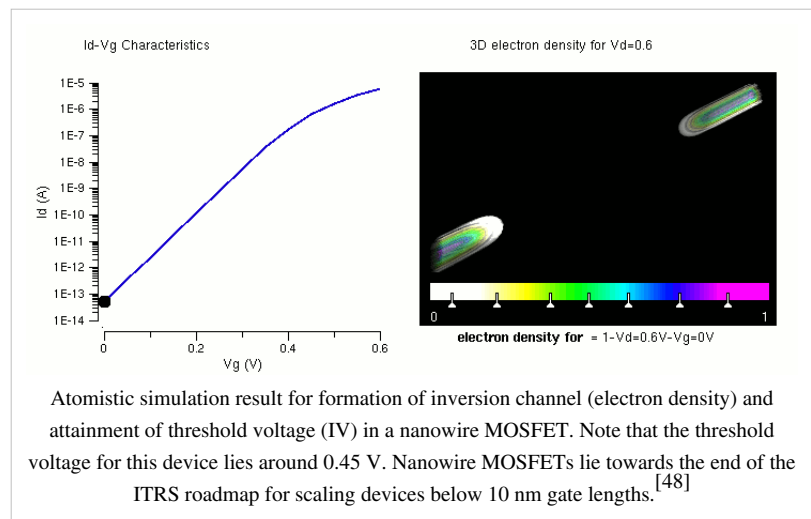 Id-Vg Characteristics
3D electron density for Vd=0.6
1E-5
1E-6
1E-7
1E-8
1E-9
1E-10
1E-11
1E-12
1E-13
1E-14
Id (A)
0
0.2
0.4
0.6
Vg (V)
0
1
electron density for = 1-Vd=0.6V-Vg=0V
Atomistic simulation result for formation of inversion channel (electron density) and
attainment of threshold voltage (IV) in a nanowire MOSFET. Note that the threshold
voltage for this device lies around 0.45 V. Nanowire MOSFETs lie towards the end of the
ITRS roadmap for scaling devices below 10 nm gate lengths.[48]